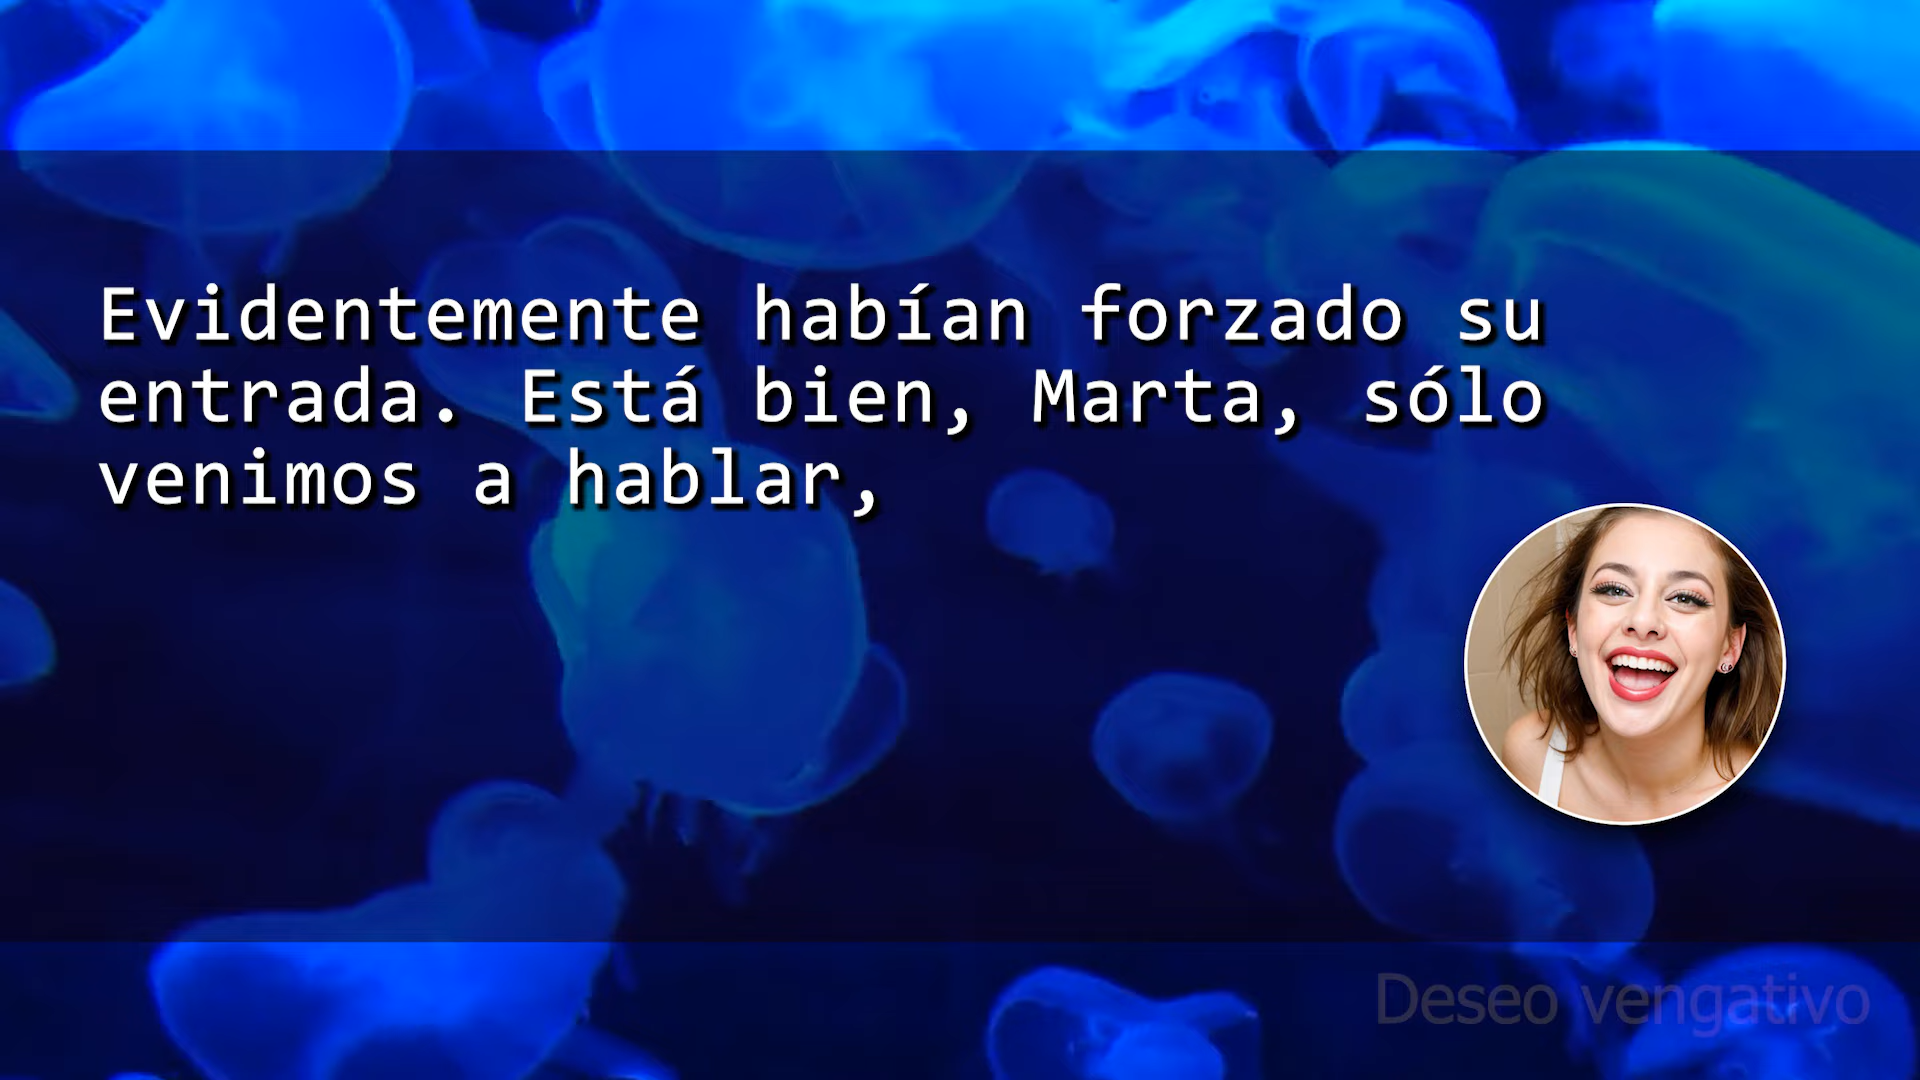 Evidentemente habían forzado su
entrada. Está bien, Marta, sólo
venimos a hablar,
Deseo vengativo